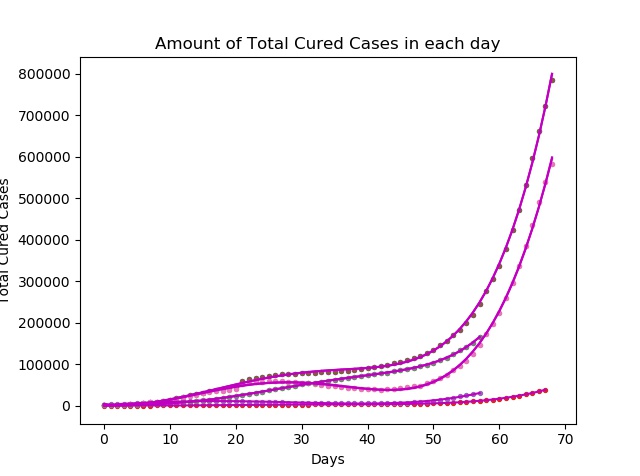 Amount of Total Cured Cases in each day
800000
700000
600000
500000
400000
300000
200000
100000
0
Total Cured Cases
0 10 20 30 40 50 60 70
Days